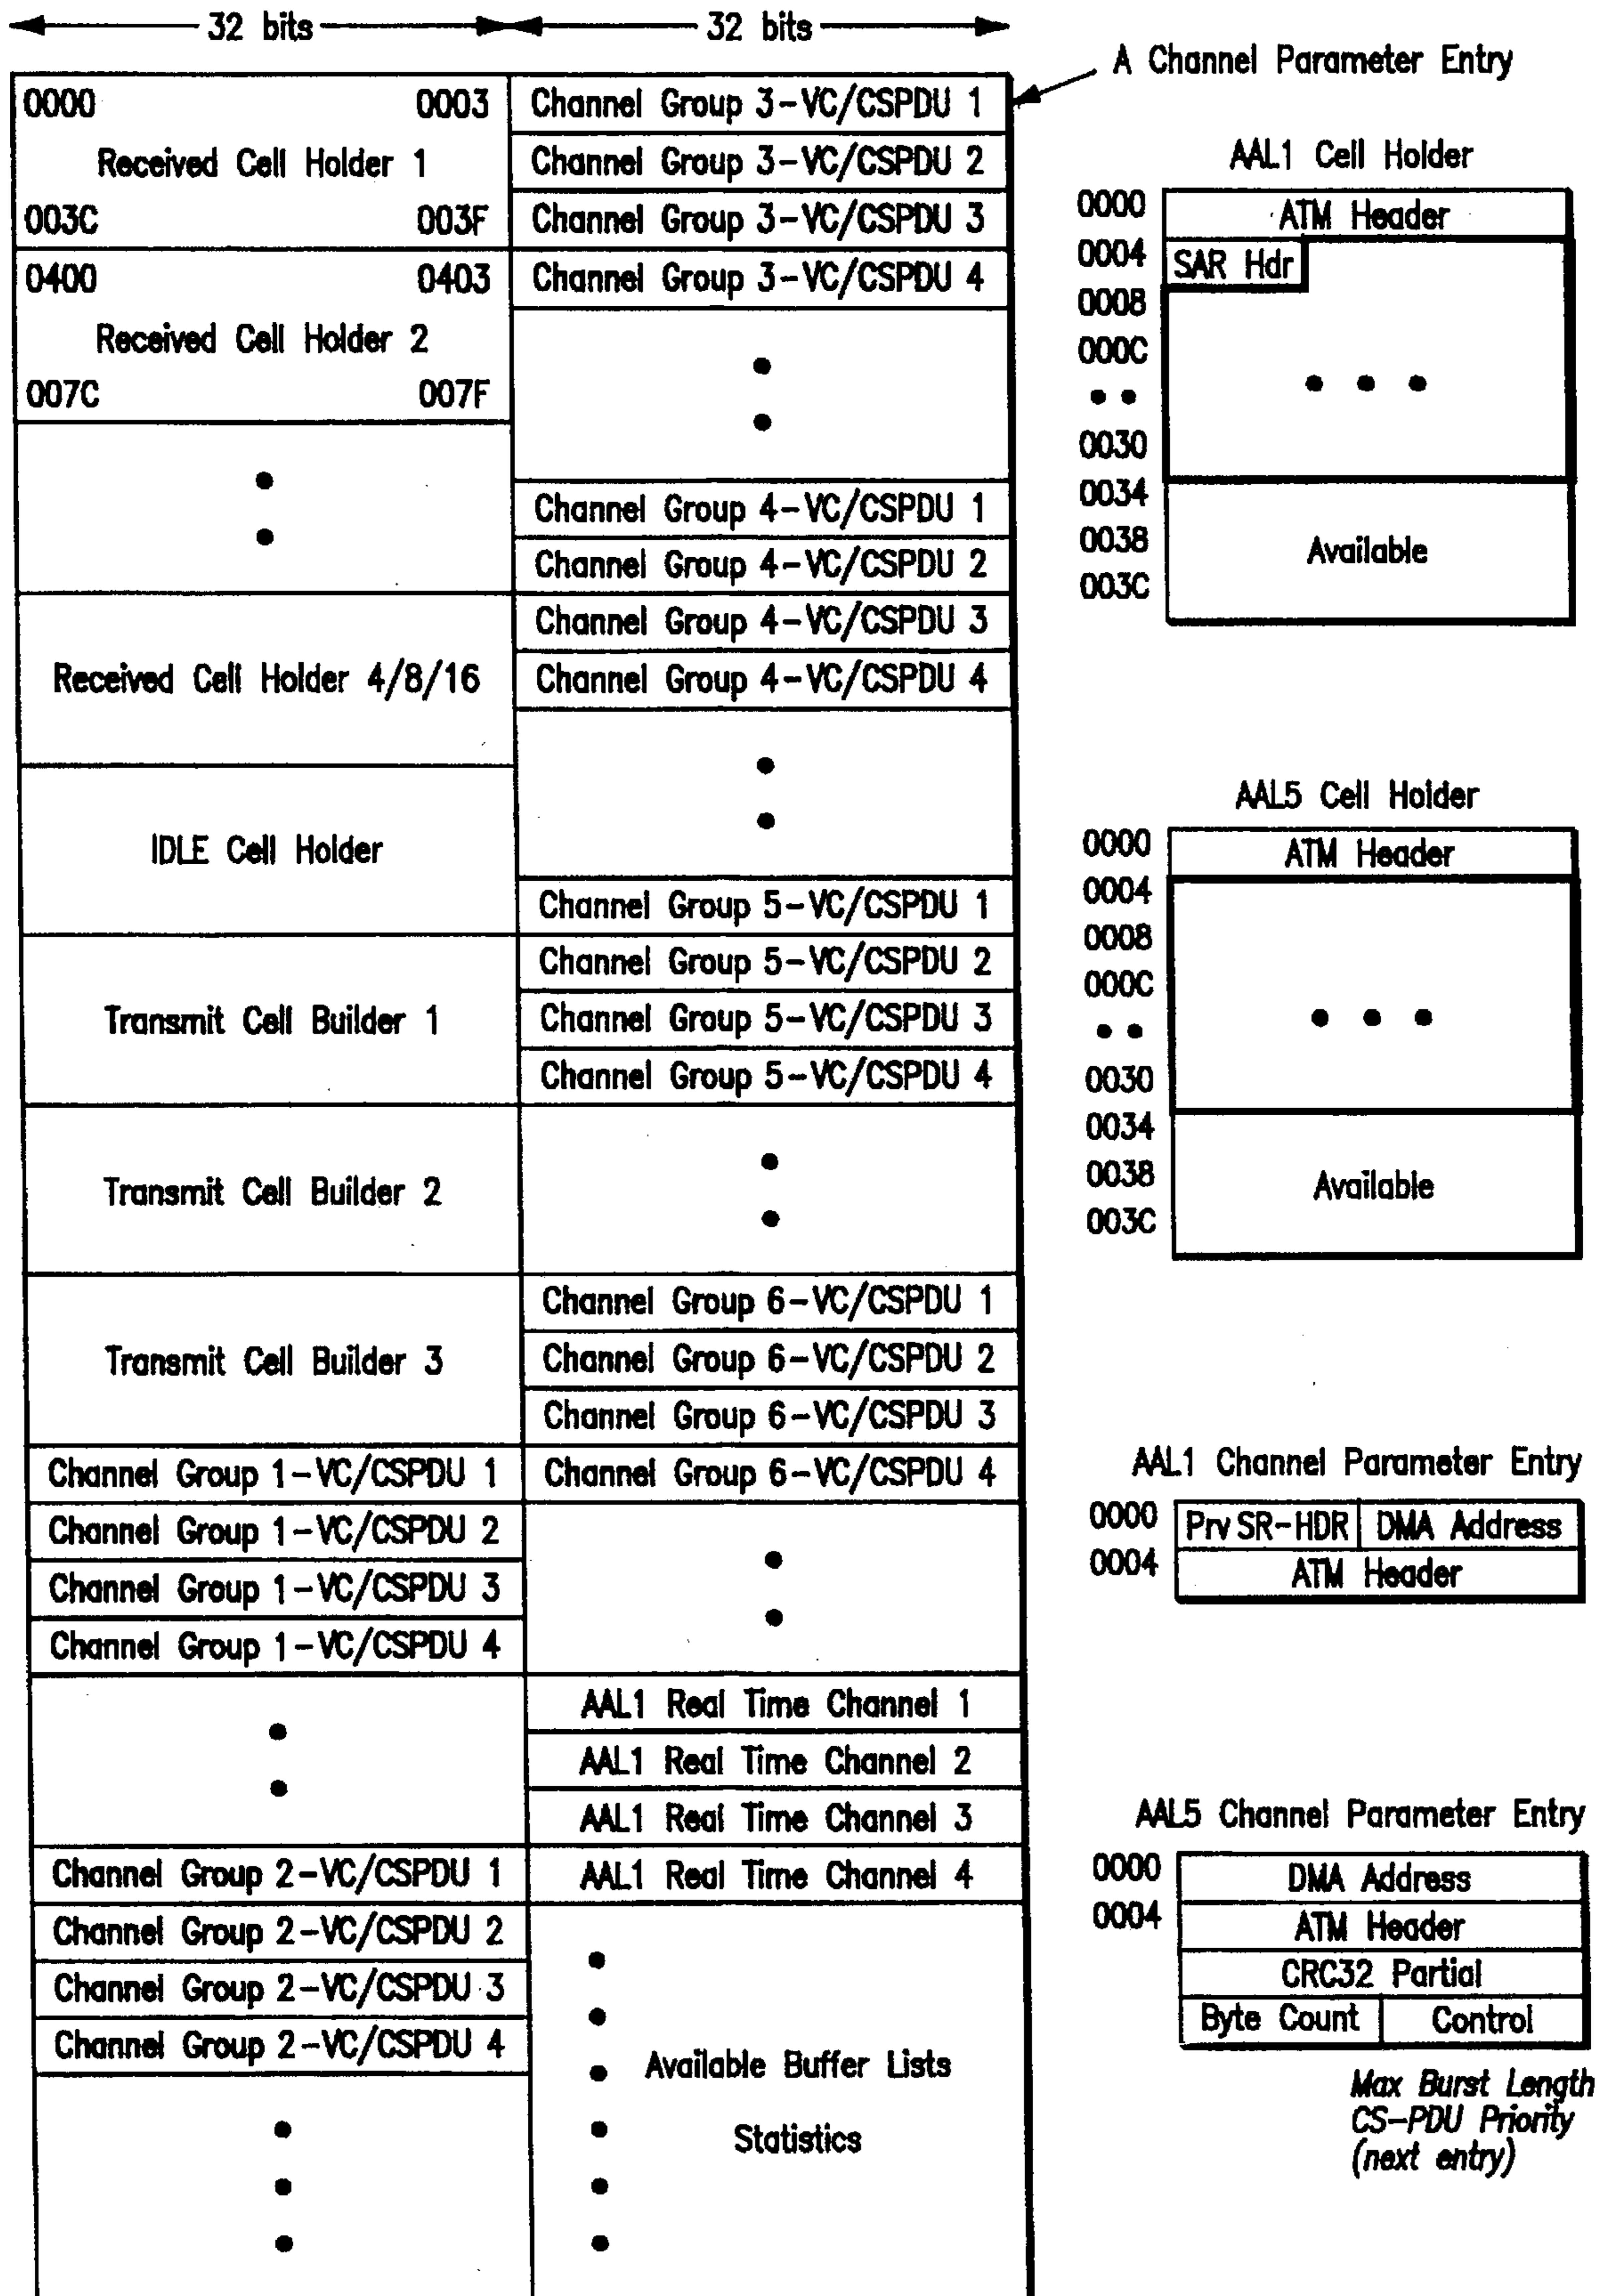 32 bits
32 bits
A Channel Parameter Entry
0000 0003
Received Cell Holder 1
003C 003F
0400 0403
Received Cell Holder 2
007C 007F
Received Cell Holder 4/8/16
IDLE Cell Holder
Transmit Cell Builder 1
Transmit Cell Builder 2
Transmit Cell Builder 3
Channel Group 1-VC/CSPDU 1
Channel Group 1-VC/CSPDU 2
Channel Group 1-VC/CSPDU 3
Channel Group 1-VC/CSPDU 4
Channel Group 2-VC/CSPDU 1
Channel Group 2-VC/CSPDU 2
Channel Group 2-VC/CSPDU 3
Channel Group 2-VC/CSPDU 4
Channel Group 3-VC/CSPDU 1
Channel Group 3-VC/CSPDU 2
Channel Group 3-VC/CSPDU 3
Channel Group 3-VC/CSPDU 4
Channel Group 4-VC/CSPDU 1
Channel Group 4-VC/CSPDU 2
Channel Group 4-VC/CSPDU 3
Channel Group 4-VC/CSPDU 4
Channel Group 5-VC/CSPDU 1
Channel Group 5-VC/CSPDU 2
Channel Group 5-VC/CSPDU 3
Channel Group 5-VC/CSPDU 4
Channel Group 6-VC/CSPDU 1
Channel Group 6-VC/CSPDU 2
Channel Group 6-VC/CSPDU 3
Channel Group 6-VC/CSPDU 4
AAL1 Real Time Channel 1
AAL1 Real Time Channel 2
AAL1 Real Time Channel 3
AAL1 Real Time Channel 4
Available Buffer Lists
Statistics
AAL1 Cell Holder
0000 ATM Header
0004 SAR Hdr
0008
000C
0030
0034
0038 Available
003C
AAL5 Cell Holder
0000 ATM Header
0004
0008
000C
0030
0034
0038 Available
003C
AAL1 Channel Parameter Entry
0000 Prv SR-HDR DMA Address
0004 ATM Header
AAL5 Channel Parameter Entry
0000 DMA Address
0004 ATM Header
CRC32 Partial
Byte Count Control
Max Burst Length
CS-PDU Priority
(next entry)